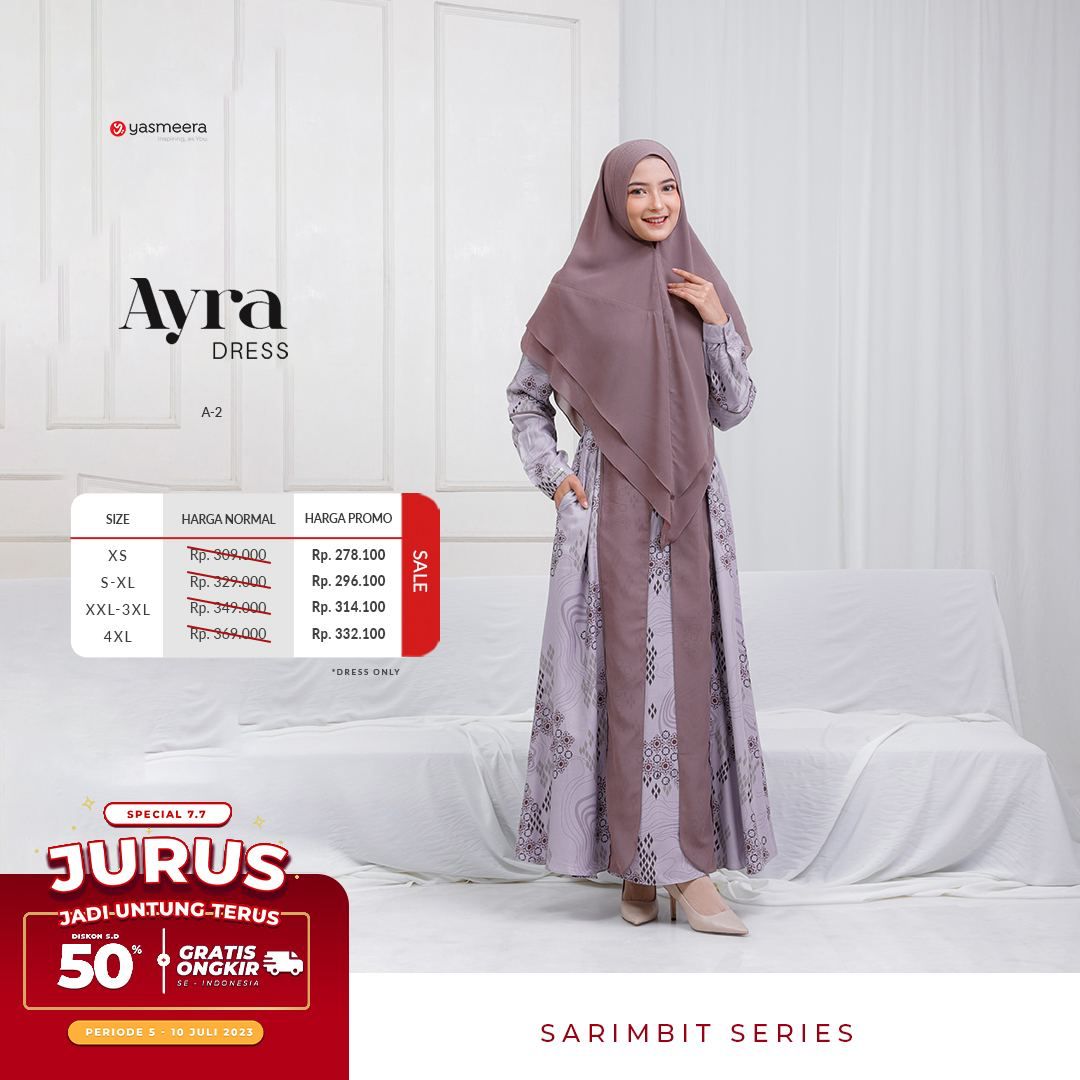 yasmeera
Inspiring, as You
Ayra
DRESS
A-2
SIZE HARGA NORMAL HARGA PROMO
XS Rp. 309.000 Rp. 278.100
S-XL Rp. 329.000 Rp. 296.100
XXL-3XL Rp. 349.000 Rp. 314.100
4XL Rp. 369.000 Rp. 332.100
SALE
*DRESS ONLY
SPECIAL 7.7
JURUS
JADI UNTUNG TERUS
DISKON S.D
50%
GRATIS
ONGKIR
SE - INDONESIA
PERIODE 5 - 10 JULI 2023
SARIMBIT SERIES